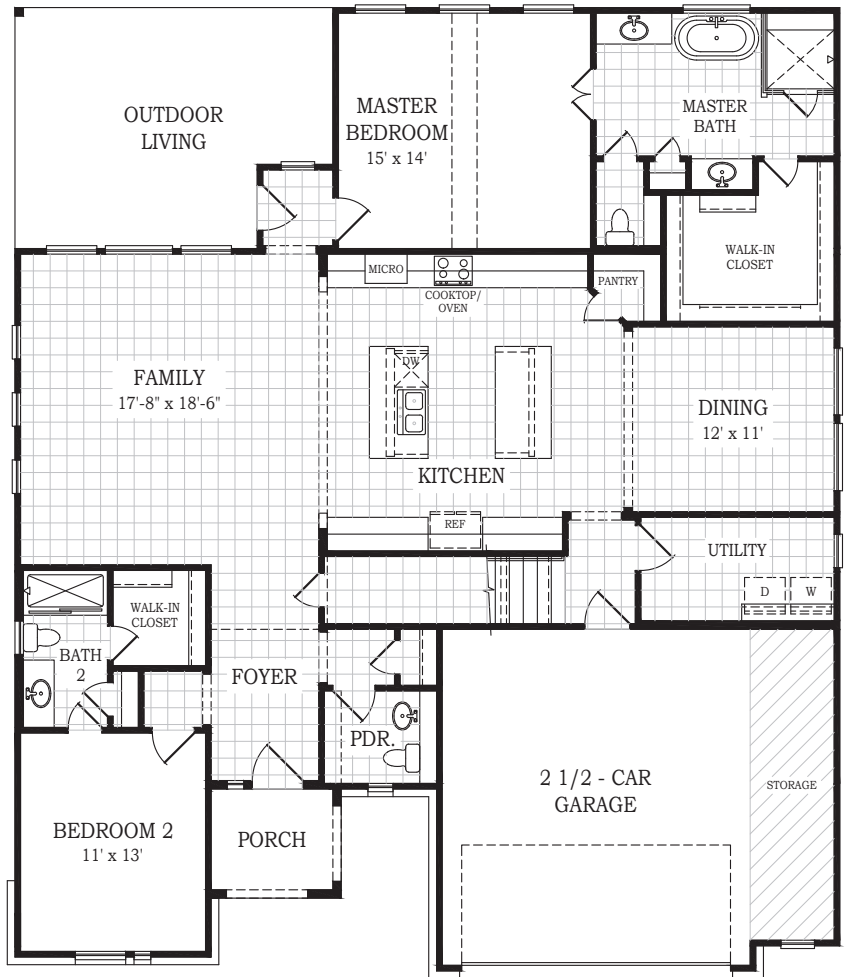 OUTDOOR
LIVING
MASTER
BEDROOM
15' x 14'
MASTER
BATH
WALK-IN
CLOSET
MICRO
COOKTOP/
OVEN
PANTRY
FAMILY
17'-8" x 18'-6"
DW
DINING
12' x 11'
KITCHEN
REF
UTILITY
D
W
WALK-IN
CLOSET
BATH
2
FOYER
PDR.
2 1/2 - CAR
GARAGE
STORAGE
BEDROOM 2
11' x 13'
PORCH